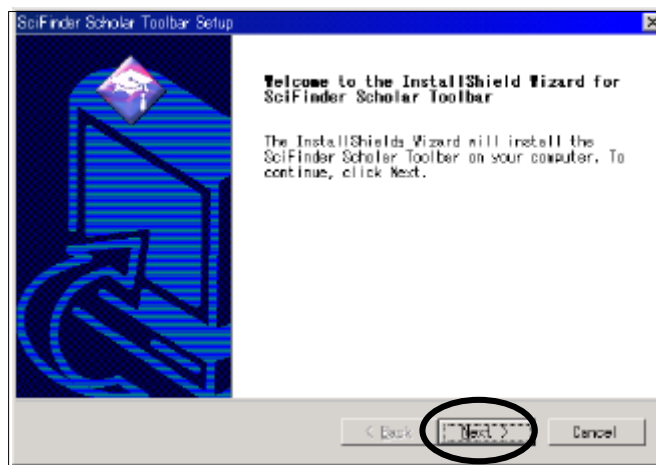 SciFinder Scholar Toolbar Setup
Welcome to the InstallShield Wizard for
SciFinder Scholar Toolbar
The InstallShields Wizard will install the
SciFinder Scholar Toolbar on your computer. To
continue, click Next.
< Back Next > Cancel